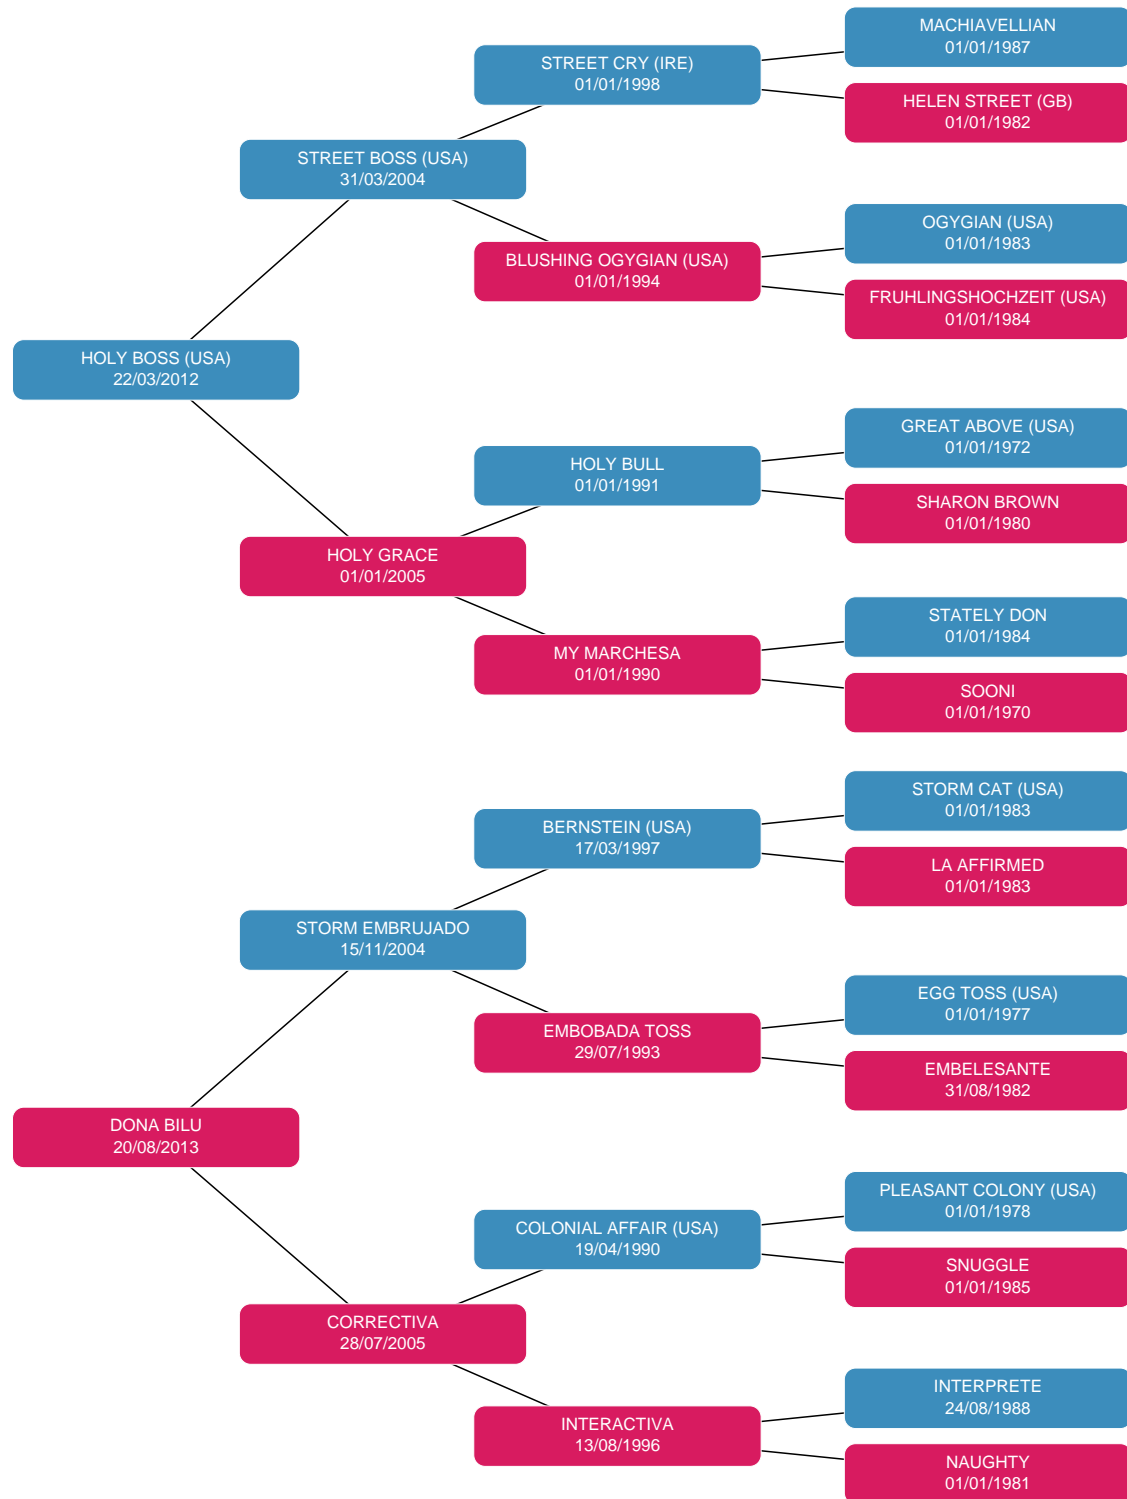 MACHIAVELLIAN
01/01/1987
STREET CRY (IRE)
01/01/1998
HELEN STREET (GB)
01/01/1982
STREET BOSS (USA)
31/03/2004
OGYGIAN (USA)
01/01/1983
BLUSHING OGYGIAN (USA)
01/01/1994
FRUHLINGSHOCHZEIT (USA)
01/01/1984
HOLY BOSS (USA)
22/03/2012
GREAT ABOVE (USA)
01/01/1972
HOLY BULL
01/01/1991
SHARON BROWN
01/01/1980
HOLY GRACE
01/01/2005
STATELY DON
01/01/1984
MY MARCHESA
01/01/1990
SOONI
01/01/1970
STORM CAT (USA)
01/01/1983
BERNSTEIN (USA)
17/03/1997
LA AFFIRMED
01/01/1983
STORM EMBRUJADO
15/11/2004
EGG TOSS (USA)
01/01/1977
EMBOBADA TOSS
29/07/1993
EMBELESANTE
31/08/1982
DONA BILU
20/08/2013
PLEASANT COLONY (USA)
01/01/1978
COLONIAL AFFAIR (USA)
19/04/1990
SNUGGLE
01/01/1985
CORRECTIVA
28/07/2005
INTERPRETE
24/08/1988
INTERACTIVA
13/08/1996
NAUGHTY
01/01/1981